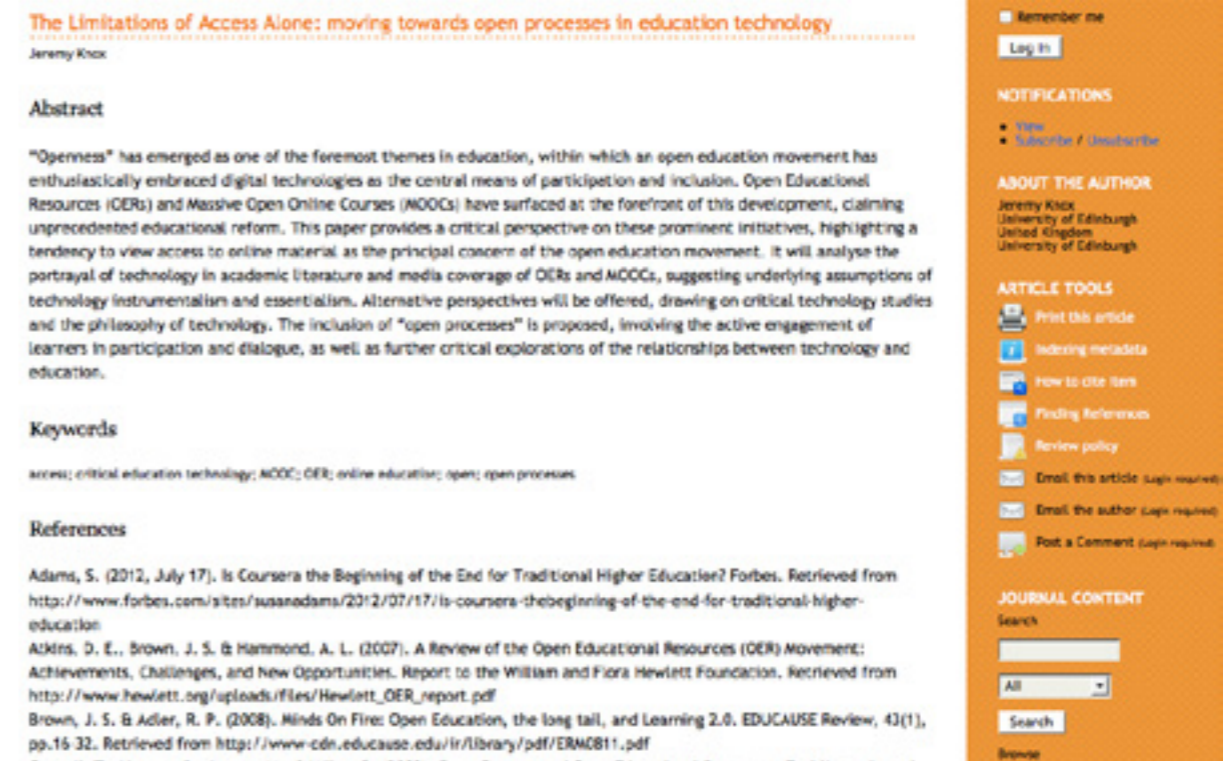 The Limitations of Access Alone: moving towards open processes in education technology
Jeremy Knox
Abstract
"Openness" has emerged as one of the foremost themes in education, within which an open education movement has
enthusiastically embraced digital technologies as the central means of participation and inclusion. Open Educational
Resources (OERs) and Massive Open Online Courses (MOOCs) have surfaced at the forefront of this development, claiming
unprecedented educational reform. This paper provides a critical perspective on these prominent initiatives, highlighting a
tendency to view access to online material as the principal concern of the open education movement. It will analyse the
portrayal of technology in academic literature and media coverage of OERs and MOOCs, suggesting underlying assumptions of
technology instrumentalism and essentialism. Alternative perspectives will be offered, drawing on critical technology studies
and the philosophy of technology. The inclusion of "open processes" is proposed, involving the active engagement of
learners in participation and dialogue, as well as further critical explorations of the relationships between technology and
education.
Keywords
access; critical education technology; MOOC; OER; online education; open; open processes
References
Adams, S. (2012, July 17). Is Coursera the Beginning of the End for Traditional Higher Education? Forbes. Retrieved from
http://www.forbes.com/sites/susanadams/2012/07/17/is-coursera-thebeginning-of-the-end-for-traditional-higher-
education
Atkins, D. E., Brown, J. S. & Hammond, A. L. (2007). A Review of the Open Educational Resources (OER) Movement:
Achievements, Challenges, and New Opportunities. Report to the William and Flora Hewlett Foundation. Retrieved from
http://www.hewlett.org/uploads/files/Hewlett_OER_report.pdf
Brown, J. S. & Adler, R. P. (2008). Minds On Fire: Open Education, the long tail, and Learning 2.0. EDUCAUSE Review, 43(1),
pp.16-32. Retrieved from http://www-cdn.educause.edu/ir/library/pdf/ERM0811.pdf
Remember me
Log In
NOTIFICATIONS
View
Subscribe / Unsubscribe
ABOUT THE AUTHOR
Jeremy Knox
University of Edinburgh
United Kingdom
University of Edinburgh
ARTICLE TOOLS
Print this article
Indexing metadata
How to cite item
Finding References
Review policy
Email this article (Login required)
Email the author (Login required)
Post a Comment (Login required)
JOURNAL CONTENT
Search
All
Search
Browse